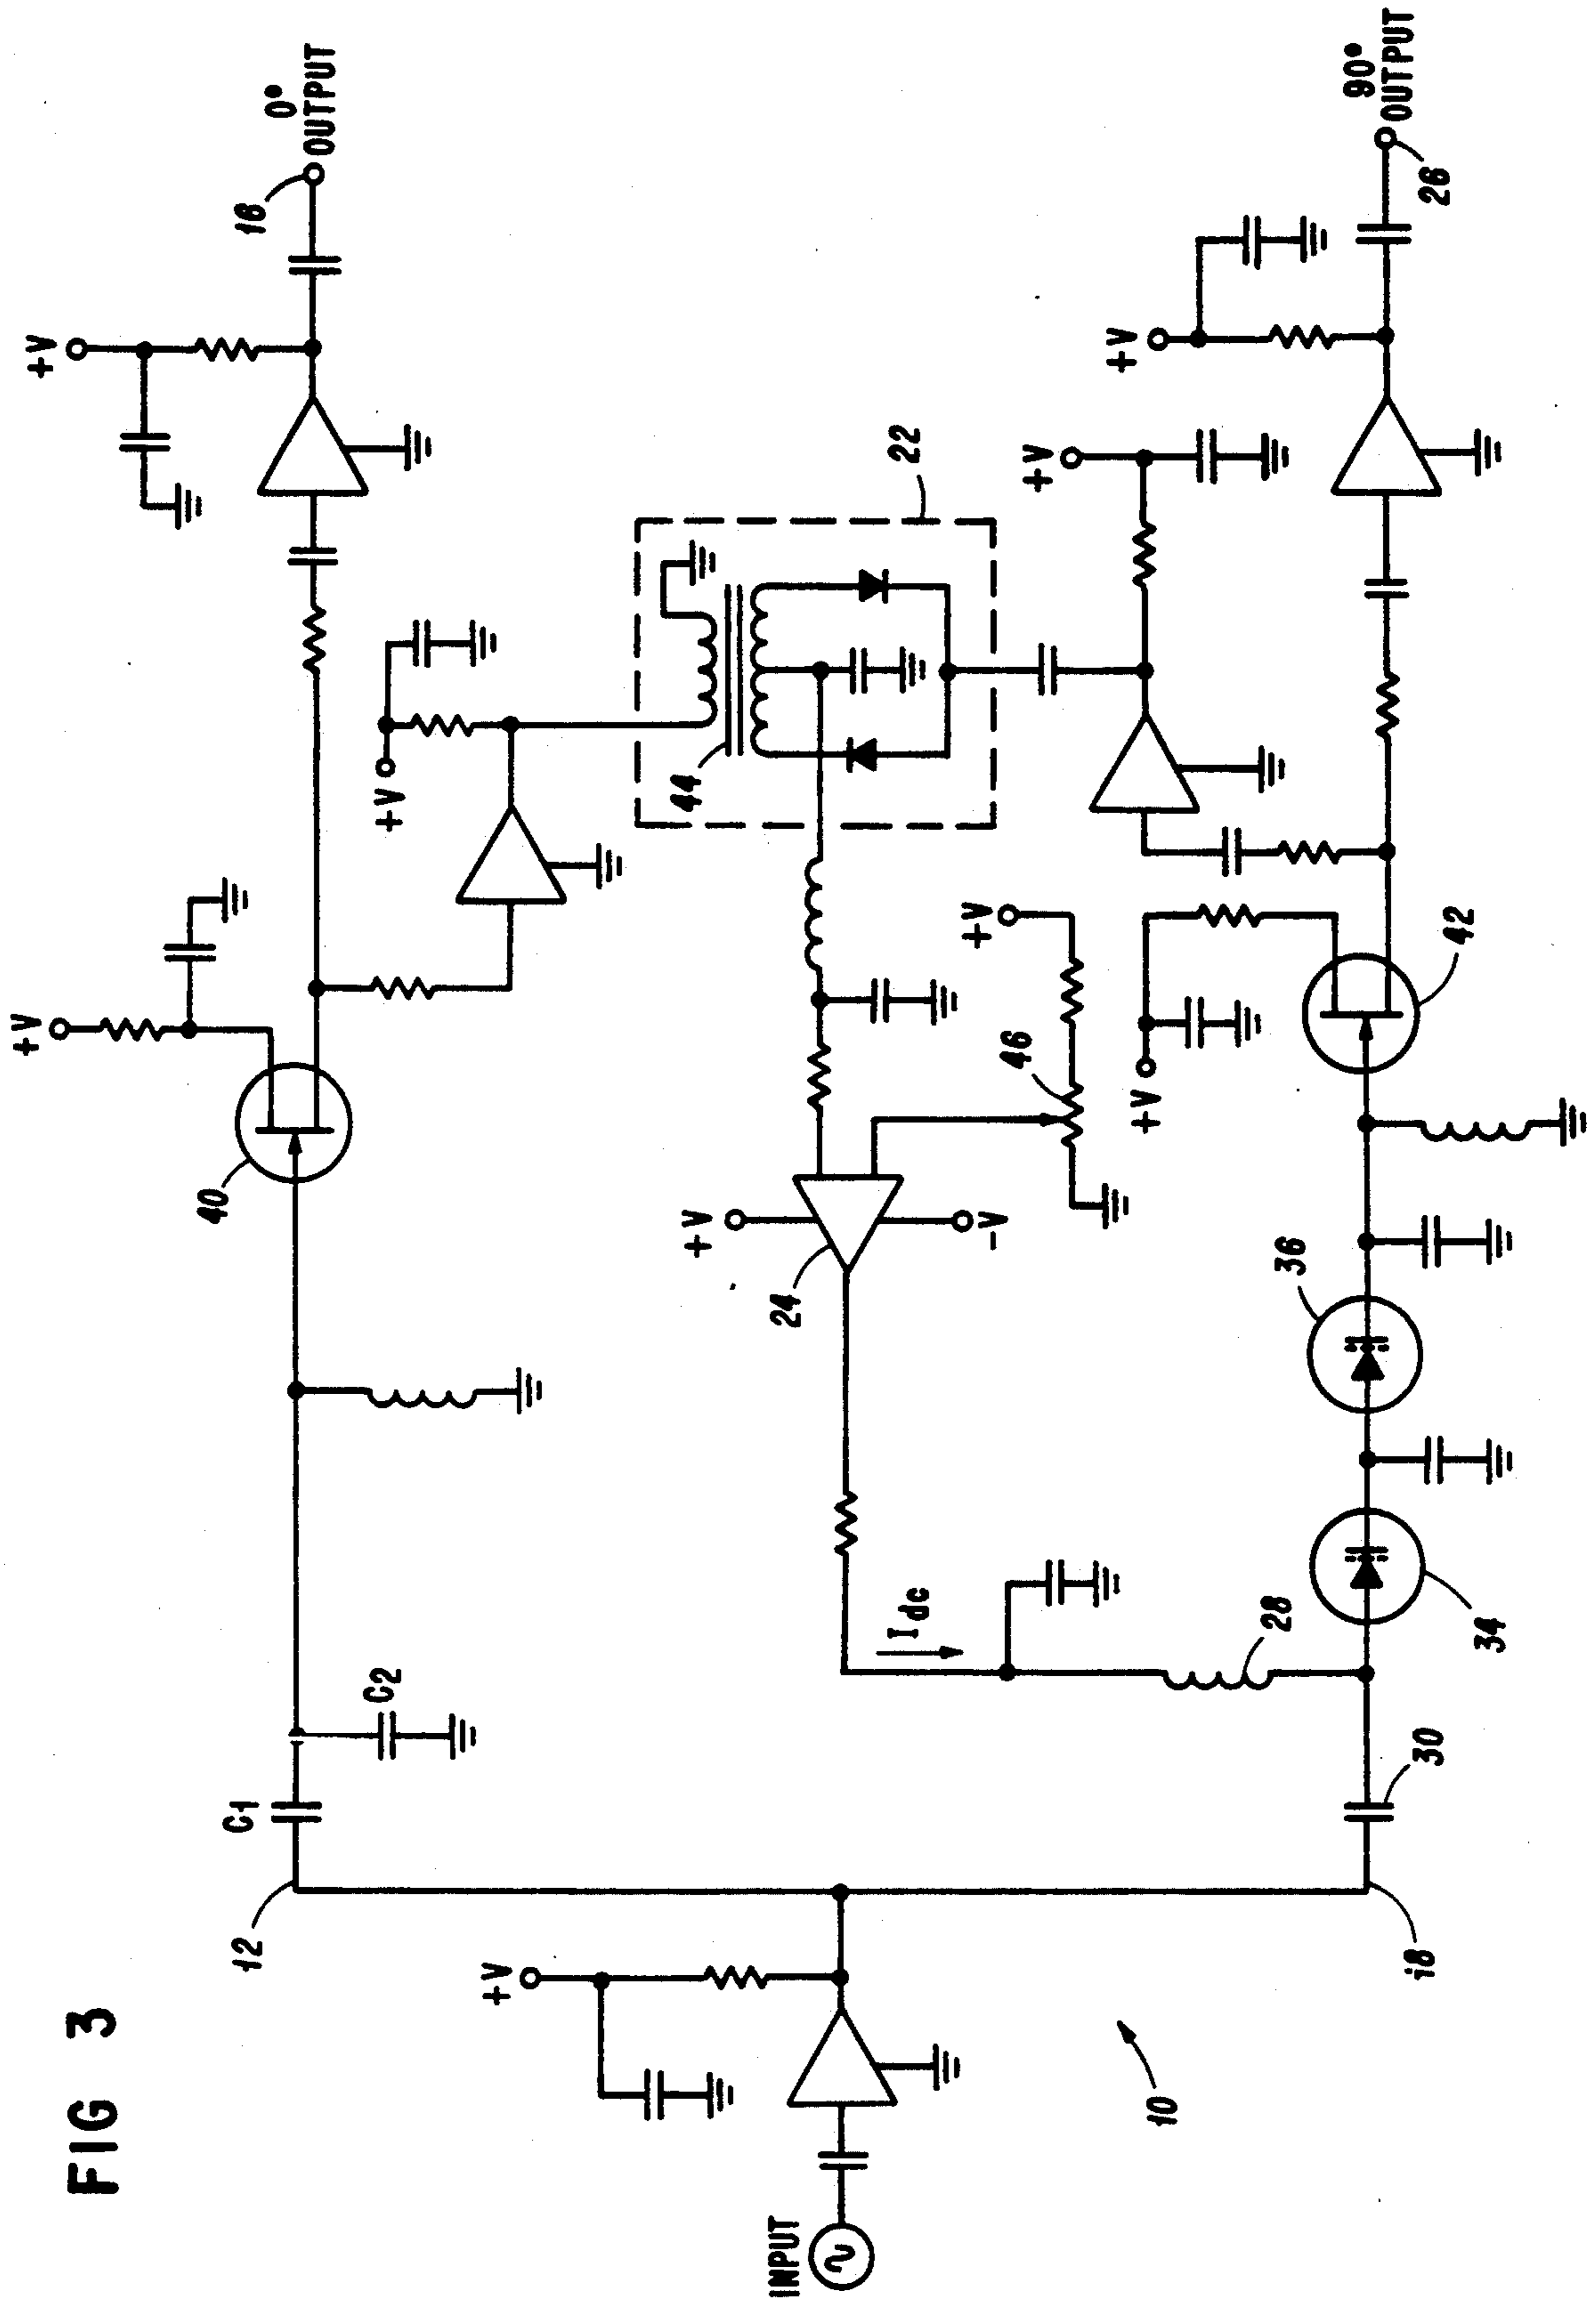 FIG 3
INPUT
+V
10
12
i8
C1
C2
30
28
Idc
34
36
24
+V
-V
46
+V
40
+V
42
+V
44
+V
22
+V
+V
+V
16
0°
OUTPUT
26
90°
OUTPUT